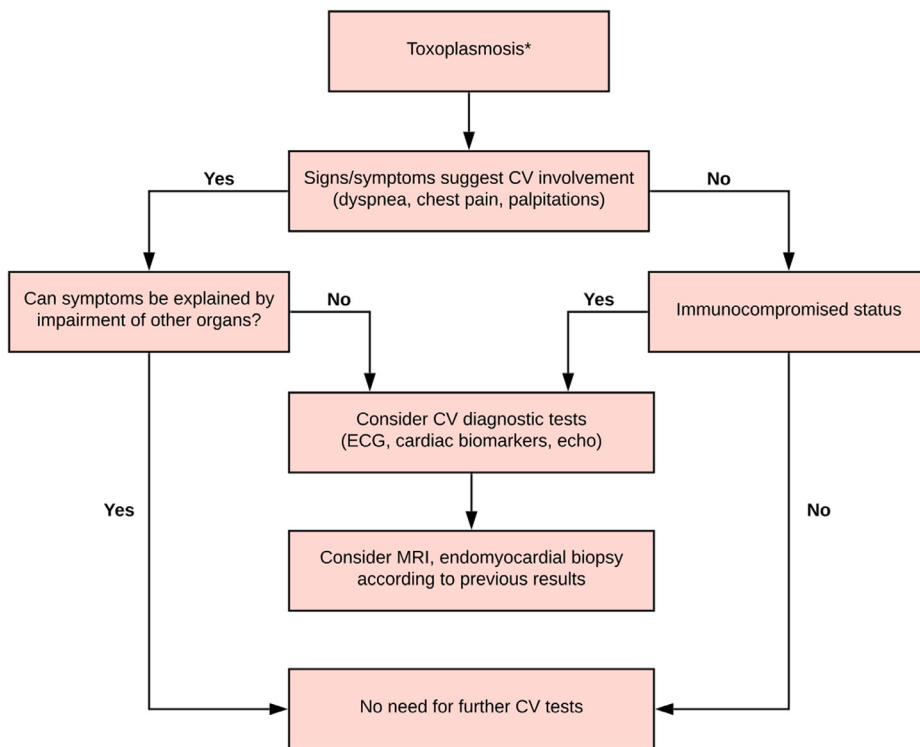 Toxoplasmosis*
Yes
Signs/symptoms suggest CV involvement
(dyspnea, chest pain, palpitations)
No
Can symptoms be explained by
impairment of other organs?
No
Yes
Immunocompromised status
Consider CV diagnostic tests
(ECG, cardiac biomarkers, echo)
Yes
No
Consider MRI, endomyocardial biopsy
according to previous results
No need for further CV tests